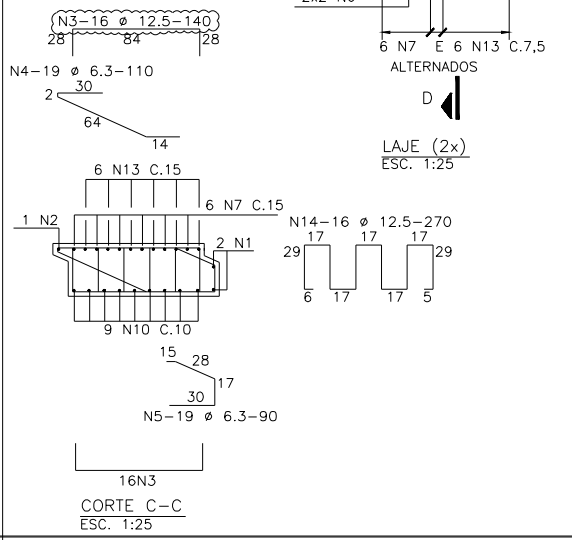 N3-16 ø 12.5-140
28 84 28
N4-19 ø 6.3-110
30
2
64
14
6 N7 E 6 N13 C.7,5
ALTERNADOS
D
LAJE (2x)
ESC. 1:25
6 N13 C.15
6 N7 C.15
1 N2
2 N1
9 N10 C.10
N14-16 ø 12.5-270
17 17 17
29 29
6 17 17 5
15 28
17
30
N5-19 ø 6.3-90
16N3
CORTE C-C
ESC. 1:25